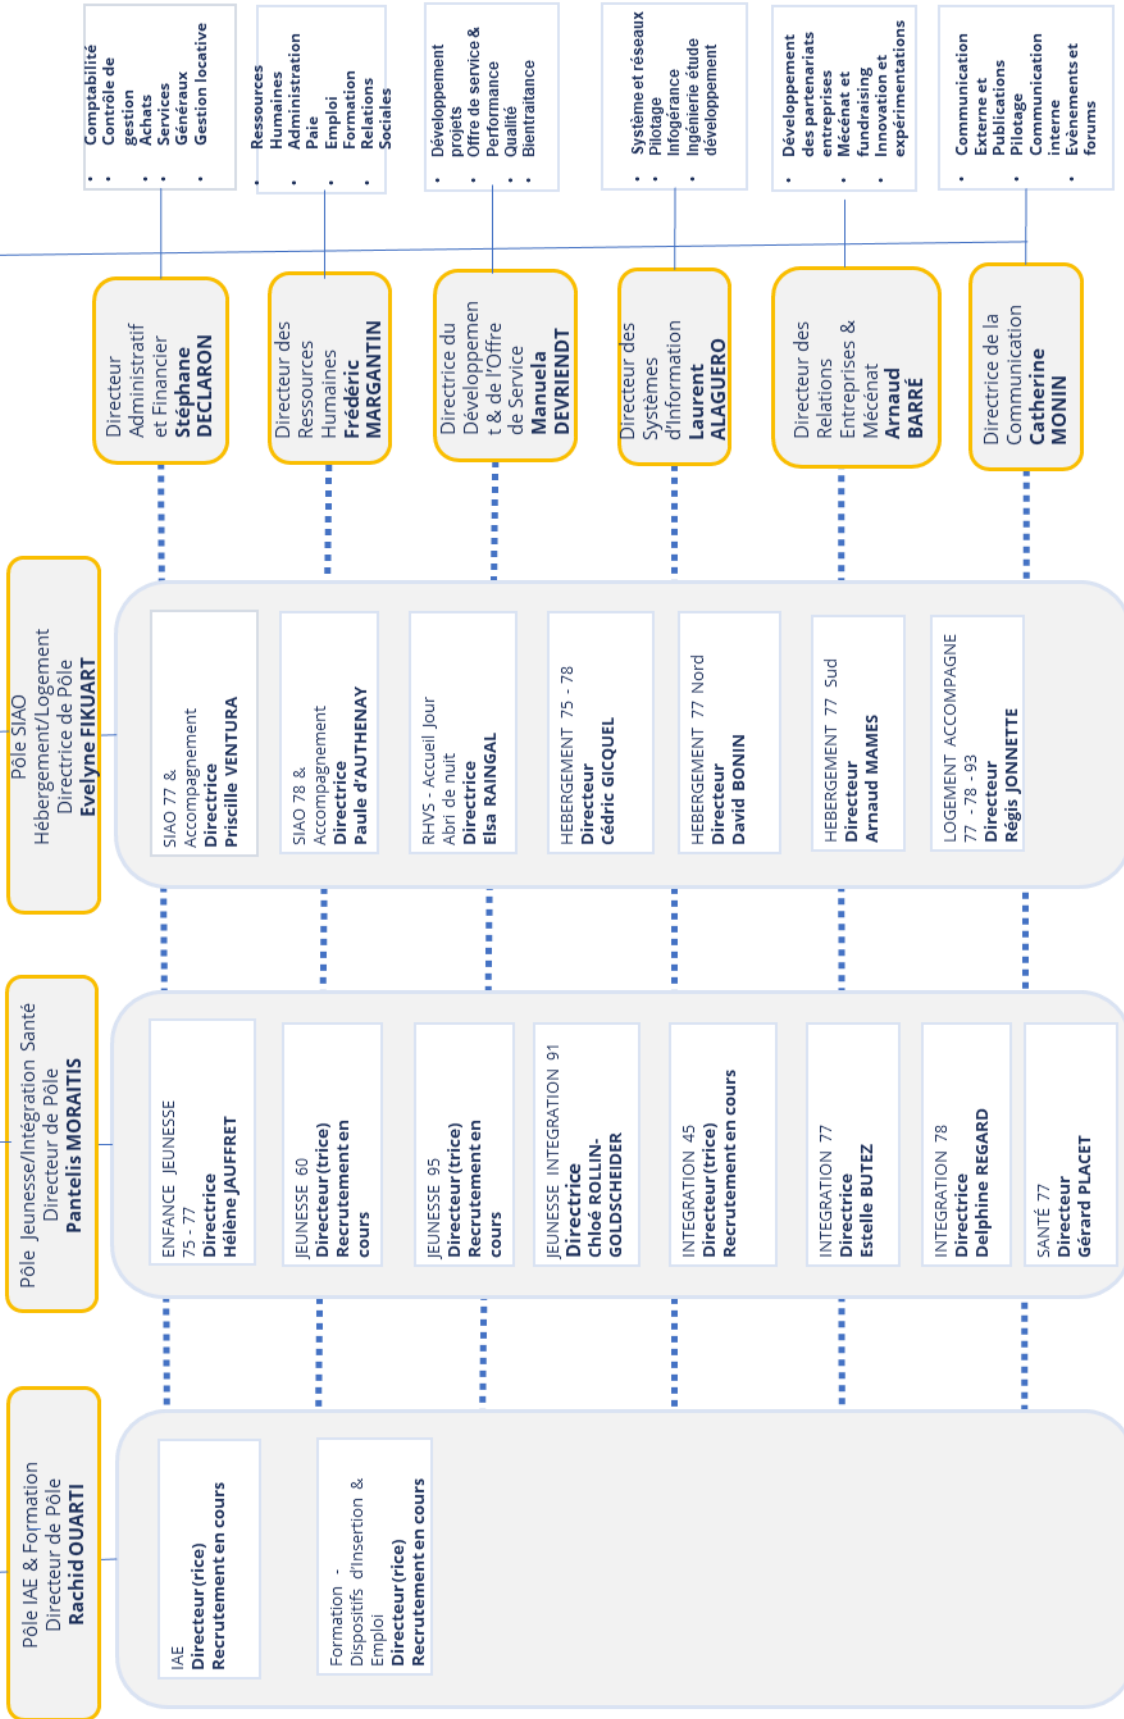 Pôle IAE & Formation
Directeur de Pôle
Rachid OUARTI
IAE
Directeur(rice)
Recrutement en cours
Formation -
Dispositifs d'Insertion &
Emploi
Directeur(rice)
Recrutement en cours
Pôle Jeunesse/Intégration Santé
Directeur de Pôle
Pantelis MORAITIS
ENFANCE JEUNESSE
75 - 77
Directrice
Hélène JAUFFRET
JEUNESSE 60
Directeur(trice)
Recrutement en
cours
JEUNESSE 95
Directeur(trice)
Recrutement en
cours
JEUNESSE INTEGRATION 91
Directrice
Chloé ROLLIN-
GOLDSCHEIDER
INTEGRATION 45
Directeur(trice)
Recrutement en cours
INTEGRATION 77
Directrice
Estelle BUTEZ
INTEGRATION 78
Directrice
Delphine REGARD
SANTÉ 77
Directeur
Gérard PLACET
Pôle SIAO
Hébergement/Logement
Directrice de Pôle
Evelyne FIKUART
SIAO 77 &
Accompagnement
Directrice
Priscille VENTURA
SIAO 78 &
Accompagnement
Directrice
Paule d'AUTHENAY
RHVS - Accueil Jour
Abri de nuit
Directrice
Elsa RAINGAL
HEBERGEMENT 75 - 78
Directeur
Cédric GICQUEL
HEBERGEMENT 77 Nord
Directeur
David BONIN
HEBERGEMENT 77 Sud
Directeur
Arnaud MAMES
LOGEMENT ACCOMPAGNE
77 - 78 - 93
Directeur
Régis JONNETTE
Directeur
Administratif
et Financier
Stéphane
DECLARON
Directeur des
Ressources
Humaines
Frédéric
MARGANTIN
Directrice du
Développemen
t & de l'Offre
de Service
Manuela
DEVRIENDT
Directeur des
Systèmes
d'Information
Laurent
ALAGUERO
Directeur des
Relations
Entreprises &
Mécénat
Arnaud
BARRÉ
Directrice de la
Communication
Catherine
MONIN
• Comptabilité
• Contrôle de
gestion
• Achats
• Services
Généraux
• Gestion locative
• Ressources
Humaines
• Administration
Paie
• Emploi
Formation
• Relations
Sociales
• Développement
projets
• Offre de service &
Performance
• Qualité
• Bientraitance
• Système et réseaux
• Pilotage
Infogérance
• Ingénierie étude
développement
• Développement
des partenariats
entreprises
• Mécénat et
fundraising
• Innovation et
expérimentations
• Communication
Externe et
Publications
• Pilotage
Communication
interne
• Evènements et
forums